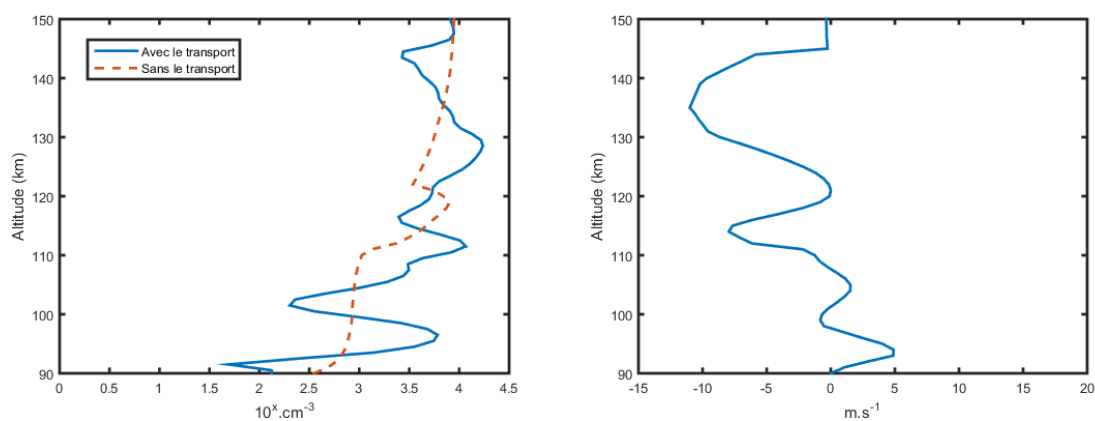 Altitude (km)
150
140
130
120
110
100
90
Avec le transport
Sans le transport
0 0.5 1 1.5 2 2.5 3 3.5 4 4.5
10^x.cm^-3
Altitude (km)
150
140
130
120
110
100
90
-15 -10 -5 0 5 10 15 20
m.s^-1